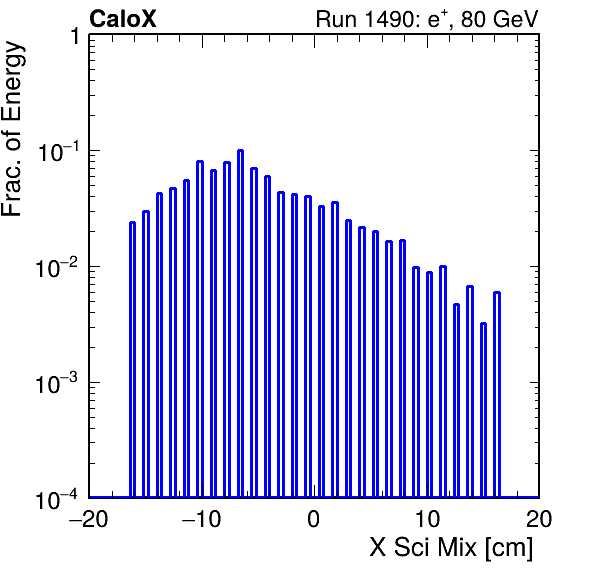 CaloX Run 1490: e⁺, 80 GeV
Frac. of Energy
1
10⁻¹
10⁻²
10⁻³
10⁻⁴
−20 −10 0 10 20
X Sci Mix [cm]